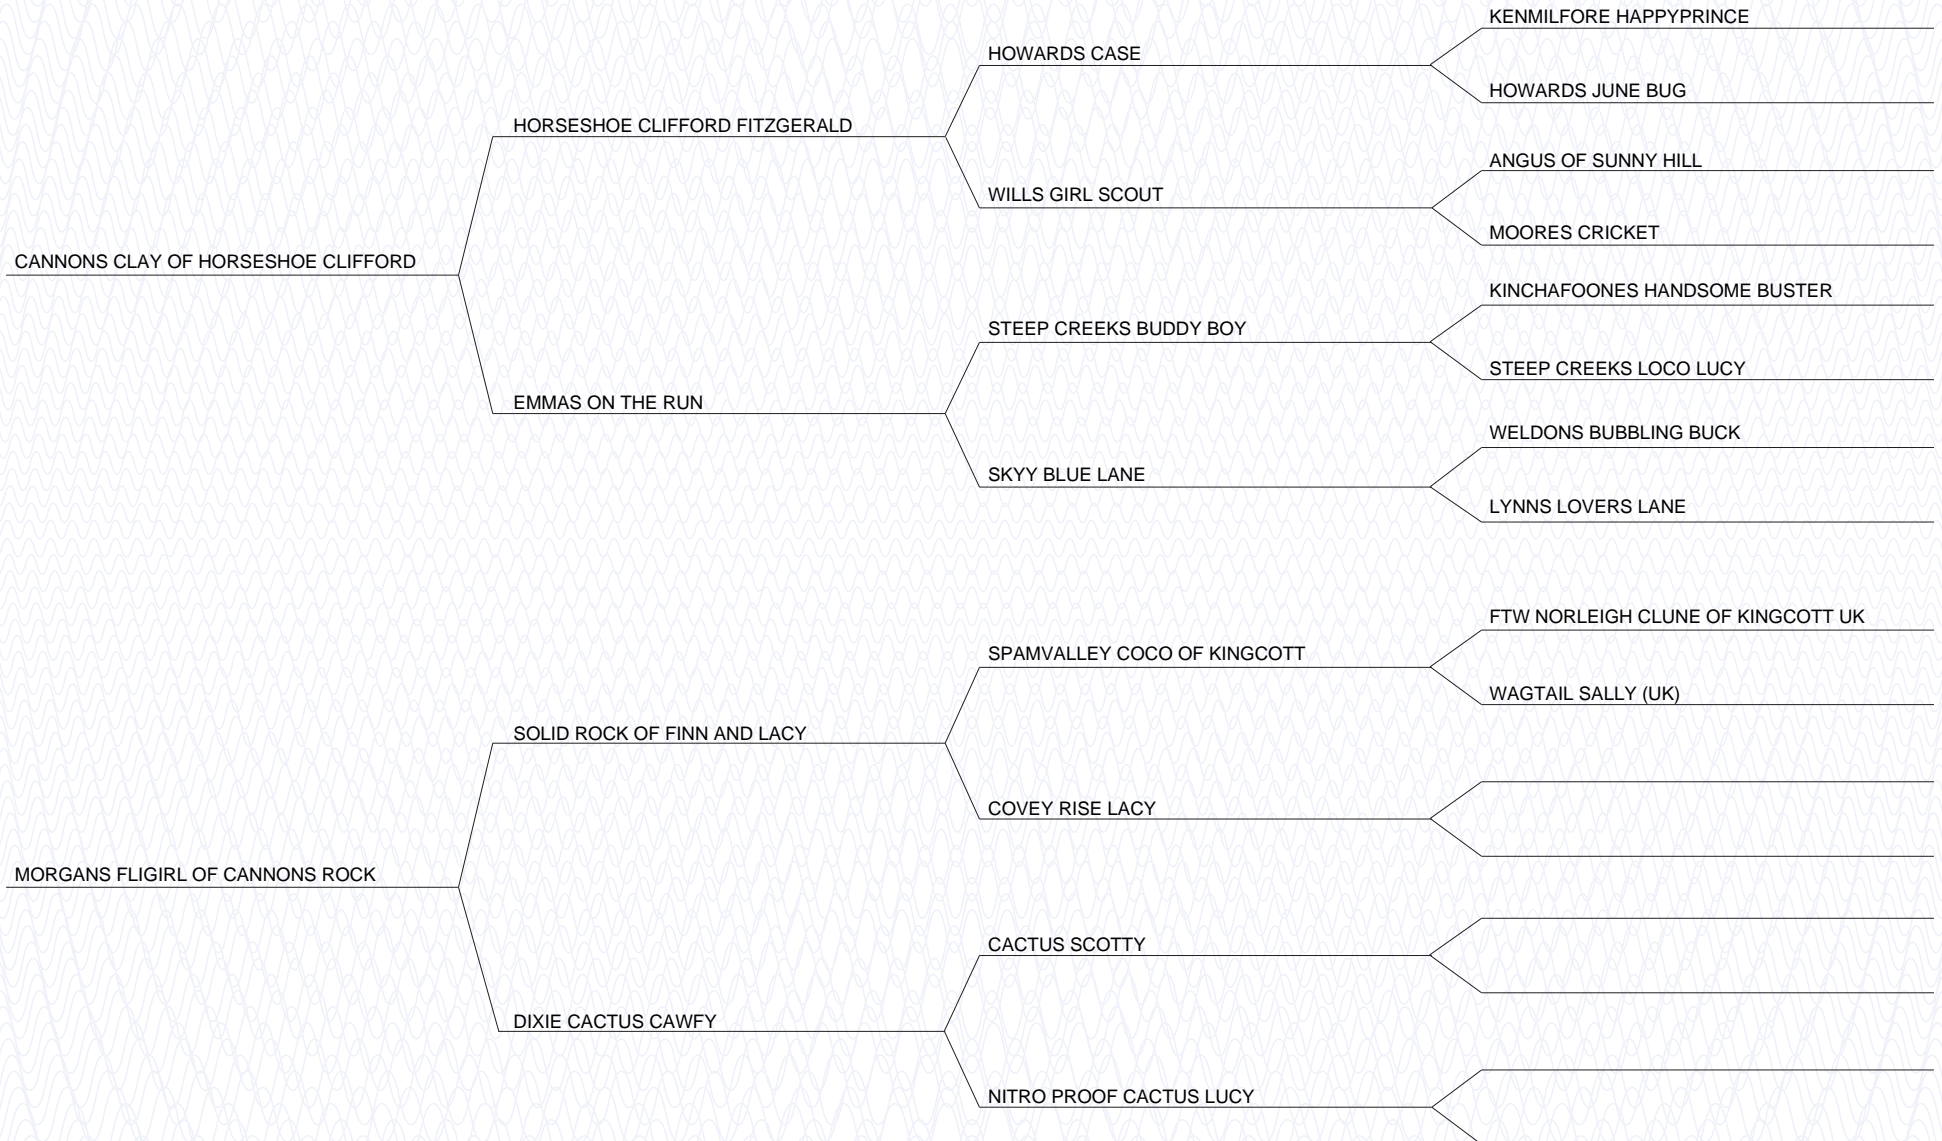 KENMILFORE HAPPYPRINCE
HOWARDS CASE
HOWARDS JUNE BUG
HORSESHOE CLIFFORD FITZGERALD
ANGUS OF SUNNY HILL
WILLS GIRL SCOUT
MOORES CRICKET
CANNONS CLAY OF HORSESHOE CLIFFORD
KINCHAFOONES HANDSOME BUSTER
STEEP CREEKS BUDDY BOY
STEEP CREEKS LOCO LUCY
EMMAS ON THE RUN
WELDONS BUBBLING BUCK
SKYY BLUE LANE
LYNNS LOVERS LANE
FTW NORLEIGH CLUNE OF KINGCOTT UK
SPAMVALLEY COCO OF KINGCOTT
WAGTAIL SALLY (UK)
SOLID ROCK OF FINN AND LACY
COVEY RISE LACY
MORGANS FLIGIRL OF CANNONS ROCK
CACTUS SCOTTY
DIXIE CACTUS CAWFY
NITRO PROOF CACTUS LUCY